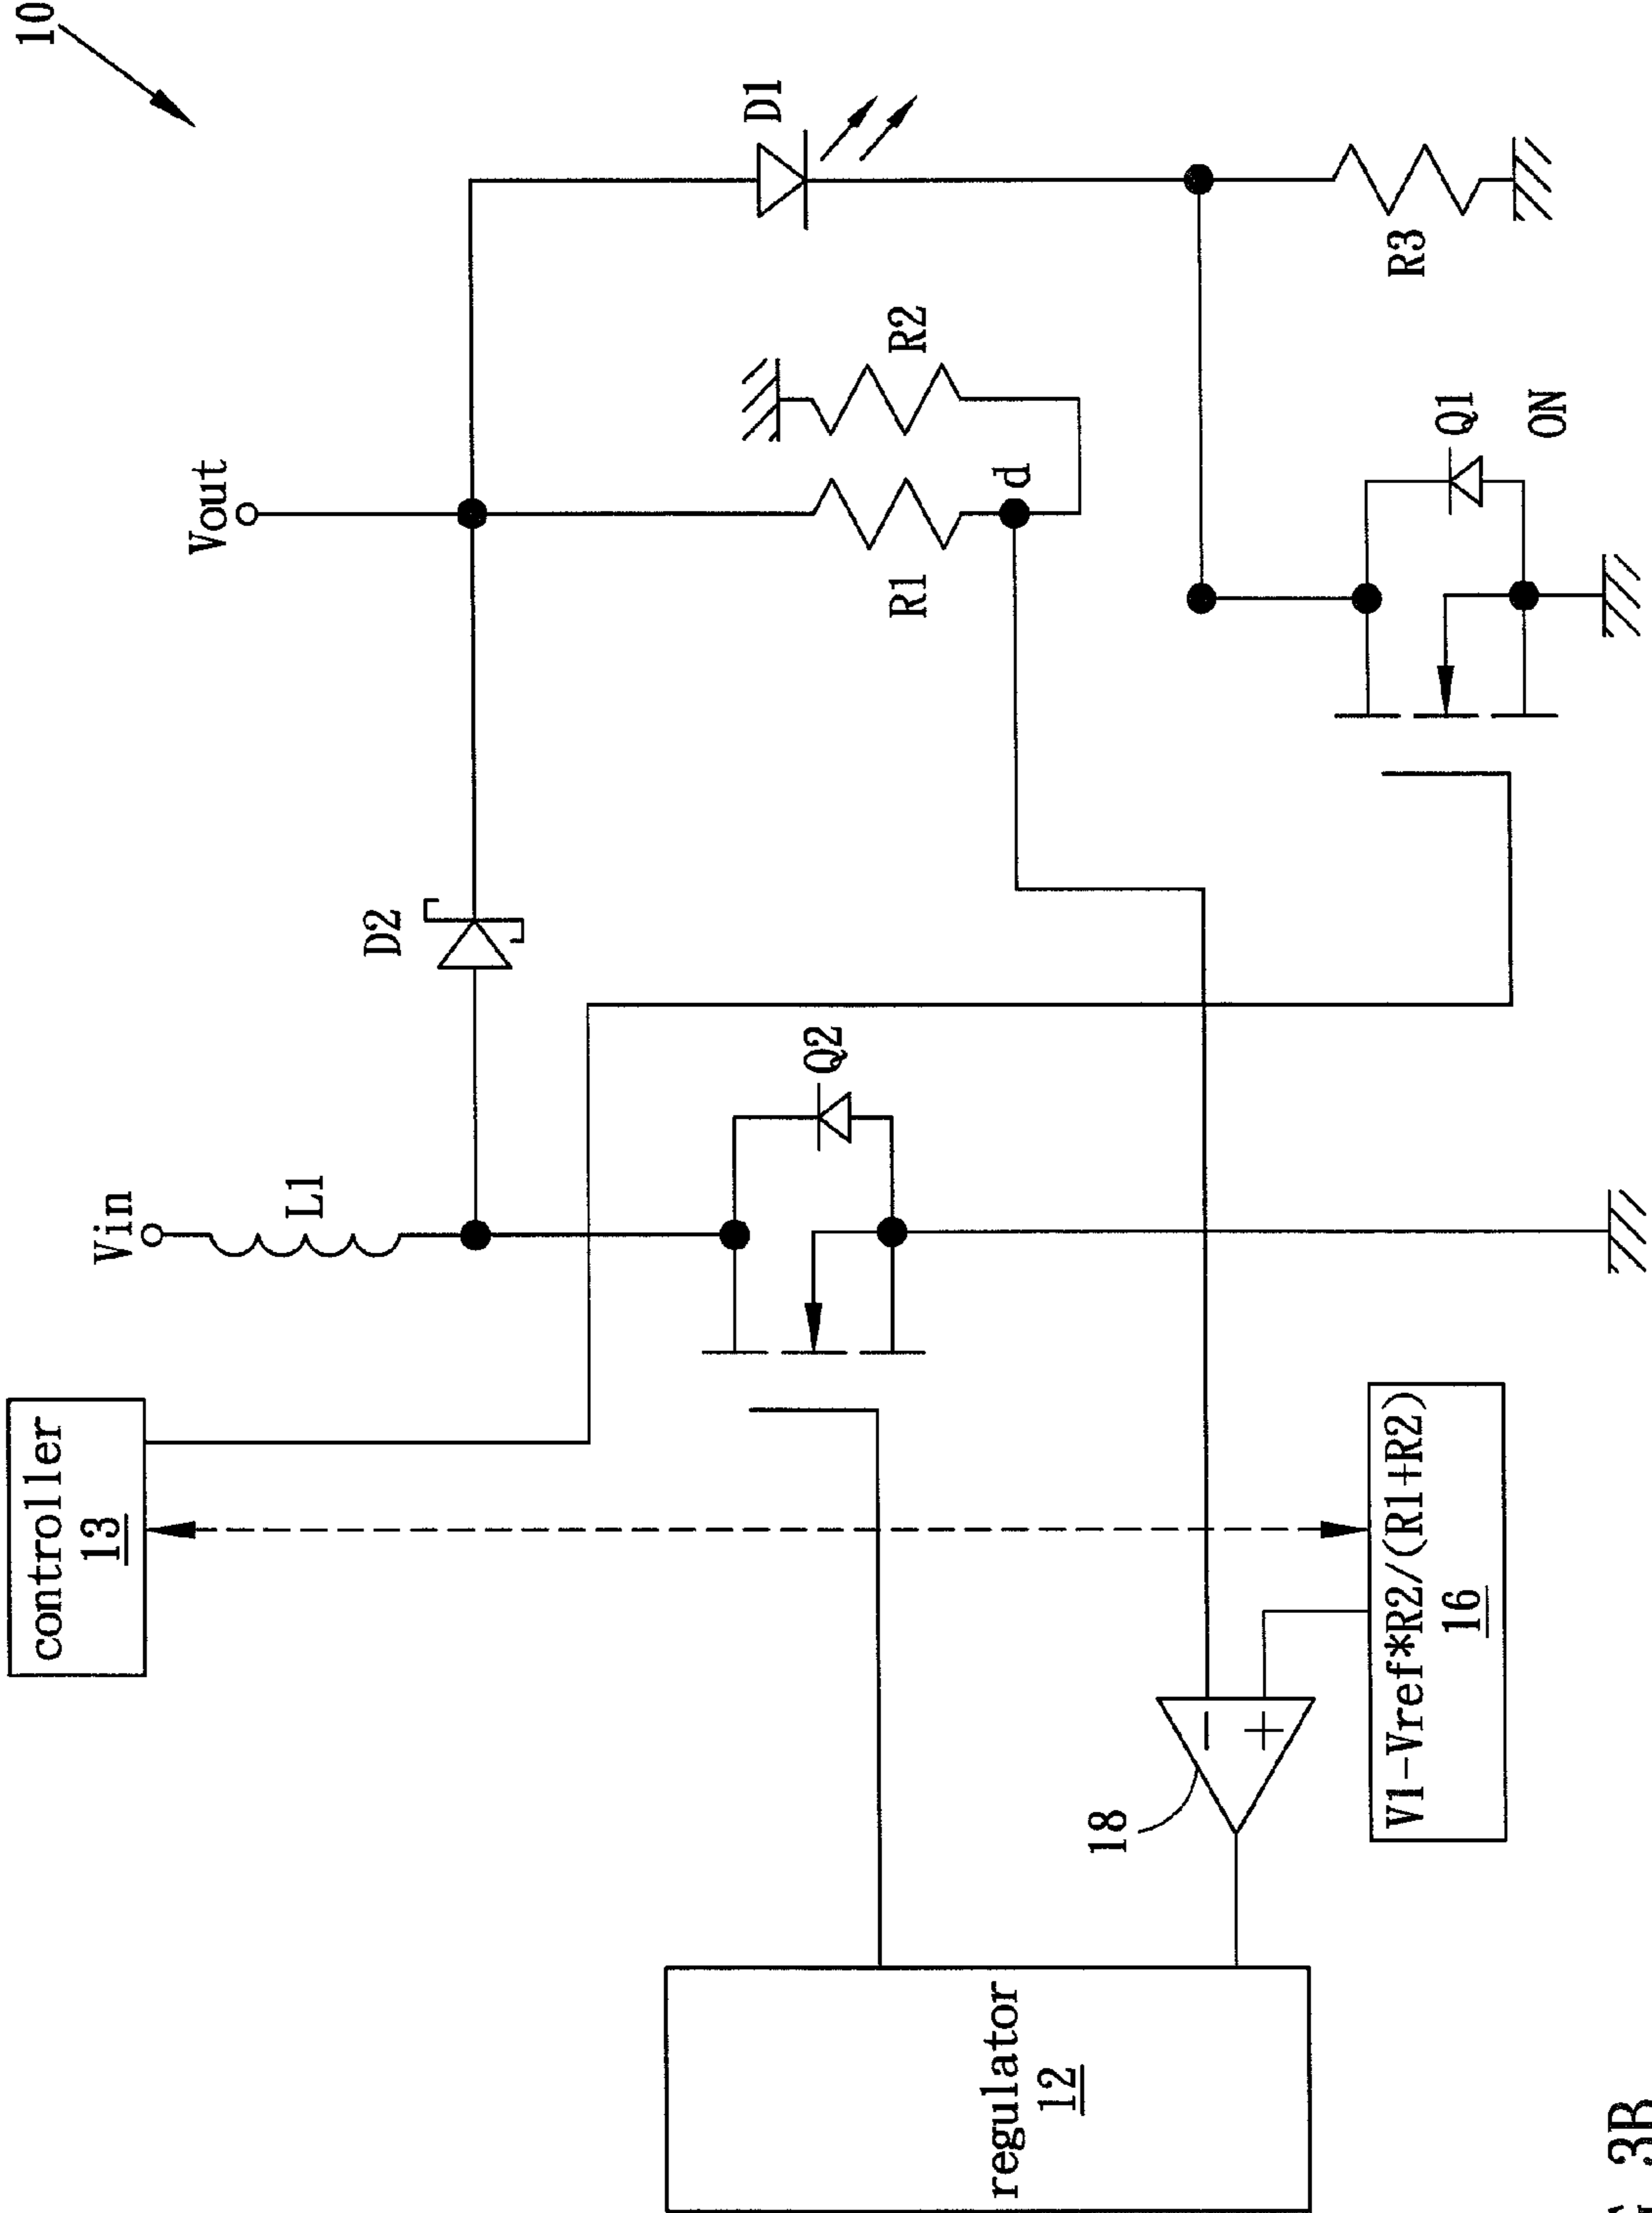 controller
13
10
Vin
Vout
L1
D2
D1
Q2
R1
R2
d
regulator
12
18
R3
V1-Vref*R2/(R1+R2)
16
Q1
ON
3B